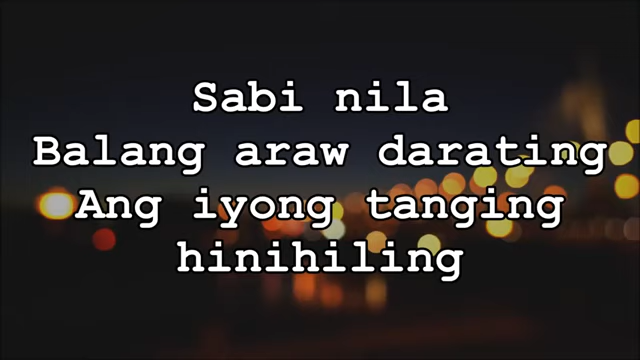 Sabi nila
Balang araw darating
Ang iyong tanging
hinihiling